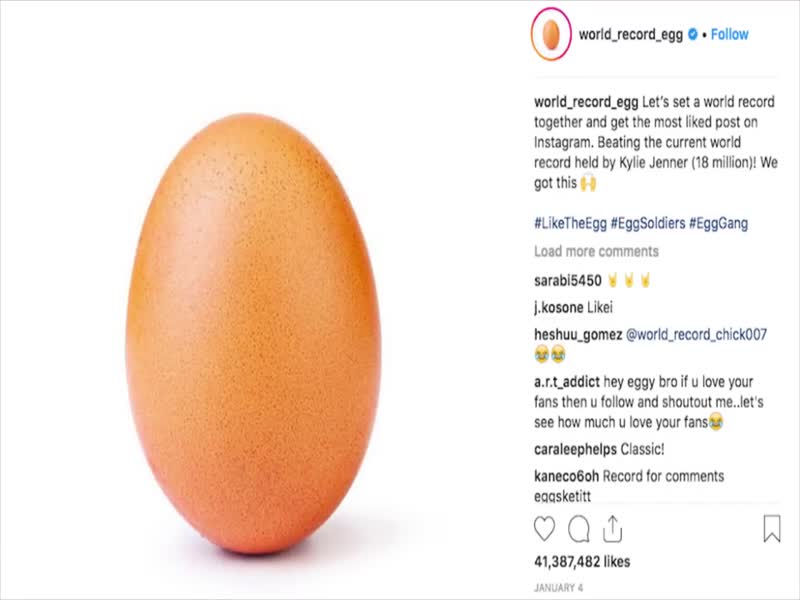 world_record_egg • Follow
world_record_egg Let's set a world record
together and get the most liked post on
Instagram. Beating the current world
record held by Kylie Jenner (18 million)! We
got this 🙌
#LikeTheEgg #EggSoldiers #EggGang
Load more comments
sarabi5450 🤘 🤘 🤘
j.kosone Likei
heshuu_gomez @world_record_chick007
😂😂
a.r.t_addict hey eggy bro if u love your
fans then u follow and shoutout me..let's
see how much u love your fans😂
caraleephelps Classic!
kaneco6oh Record for comments
eggsketitt
41,387,482 likes
JANUARY 4